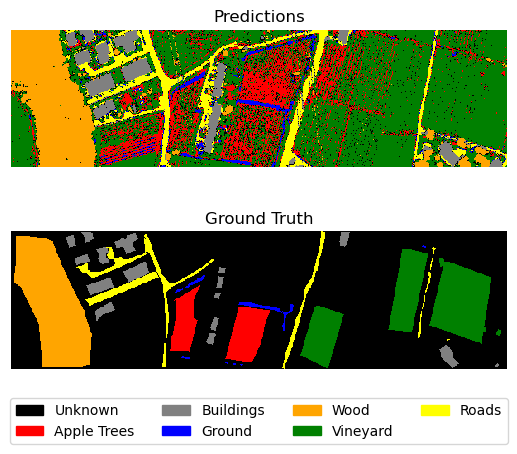 Predictions
Ground Truth
Unknown Buildings Wood Roads
Apple Trees Ground Vineyard